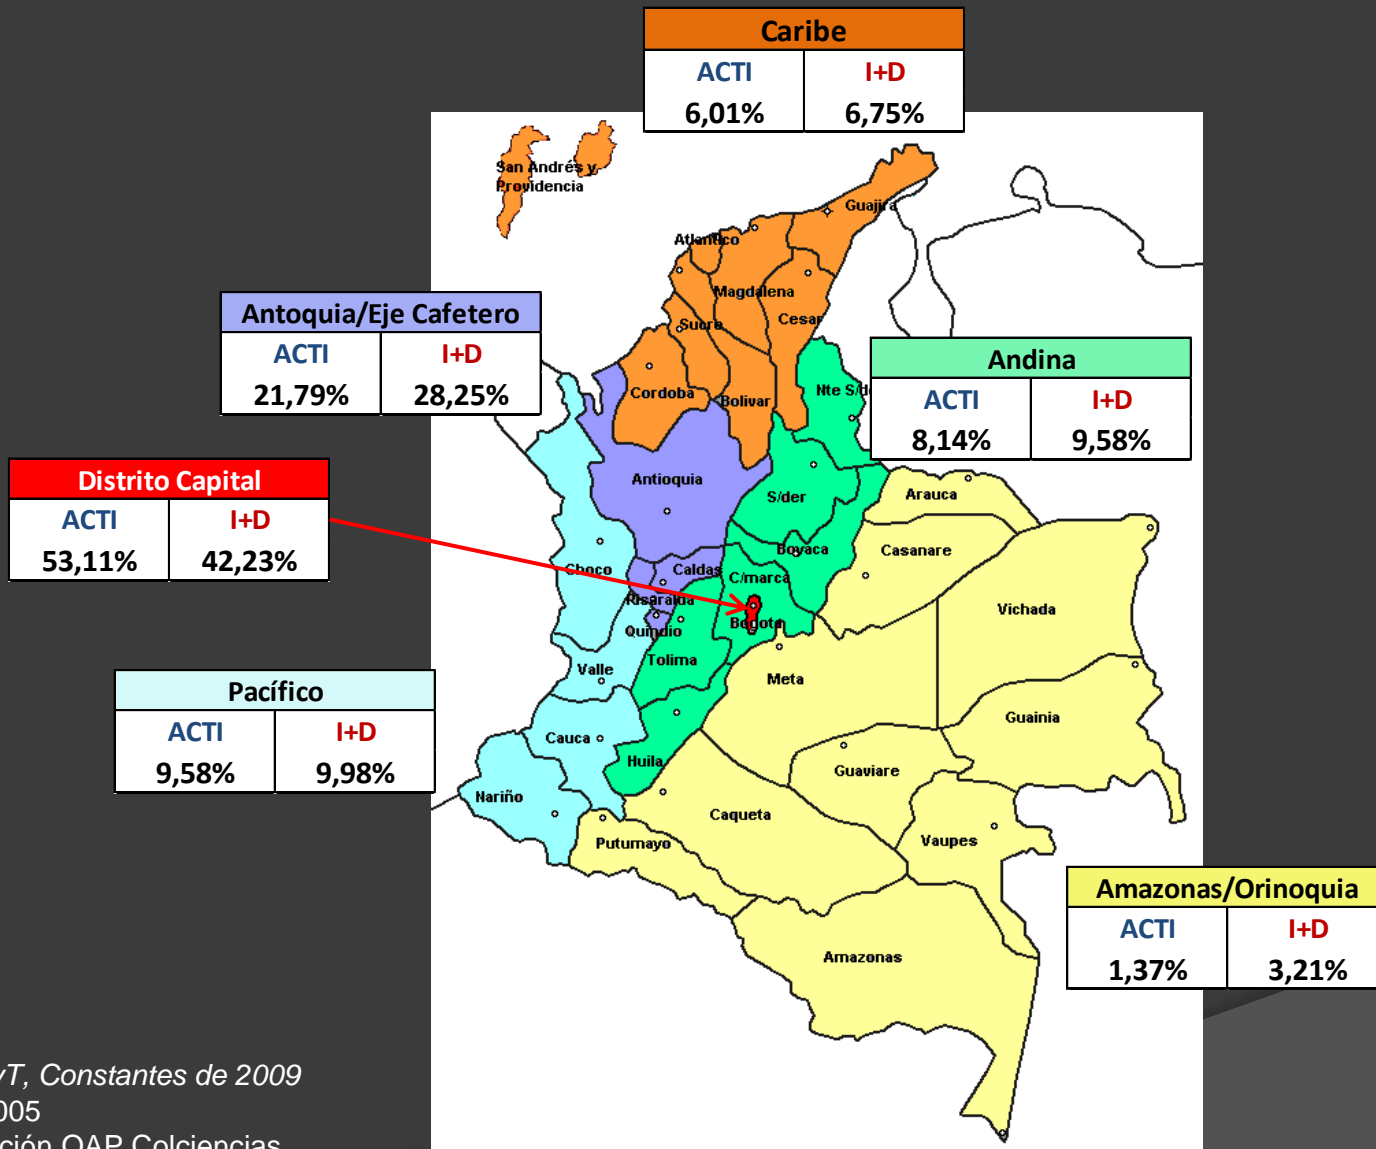 Caribe
ACTI I+D
6,01% 6,75%
San Andrés y
Providencia
Guajira
Atlantico
Magdalena
Cesar
Sucre
Cordoba
Bolivar
Antoquia/Eje Cafetero
ACTI I+D
21,79% 28,25%
Andina
ACTI I+D
8,14% 9,58%
Nte S/de
Distrito Capital
ACTI I+D
53,11% 42,23%
Antioquia
S/der
Arauca
Boyaca
Casanare
Choco
Caldas
C/marca
Risaralda
Vichada
Quindio
Bogota
Tolima
Valle
Meta
Pacífico
ACTI I+D
9,58% 9,98%
Guainia
Cauca
Huila
Guaviare
Nariño
Caqueta
Putumayo
Vaupes
Amazonas/Orinoquia
ACTI I+D
1,37% 3,21%
Amazonas
yT, Constantes de 2009
005
ción OAP Colciencias